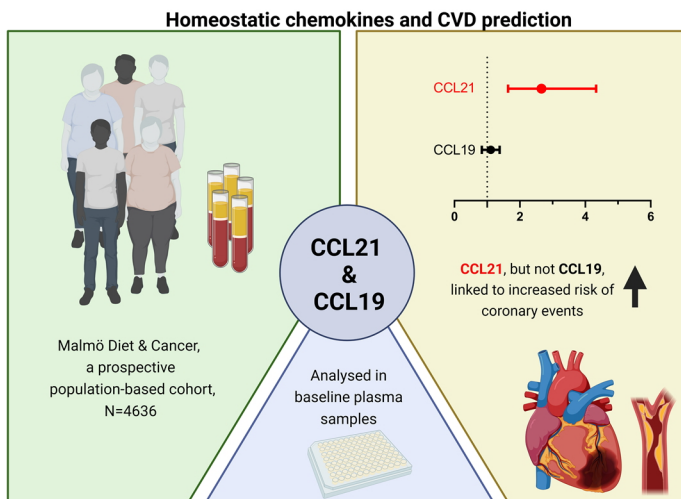 Homeostatic chemokines and CVD prediction
Malmö Diet & Cancer,
a prospective
population-based cohort,
N=4636
CCL21
&
CCL19
Analysed in
baseline plasma
samples
CCL21
CCL19
0 2 4 6
CCL21, but not CCL19,
linked to increased risk of
coronary events